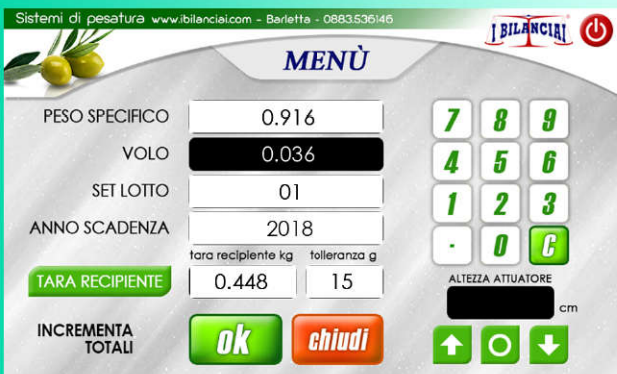 Sistemi di pesatura www.ibilanciai.com - Barletta - 0883.536146
I BILANCIAI
MENÙ
PESO SPECIFICO 0.916
VOLO 0.036
SET LOTTO 01
ANNO SCADENZA 2018
tara recipiente kg tolleranza g
TARA RECIPIENTE 0.448 15
INCREMENTA
TOTALI
ok chiudi
7 8 9
4 5 6
1 2 3
. 0 C
ALTEZZA ATTUATORE
cm